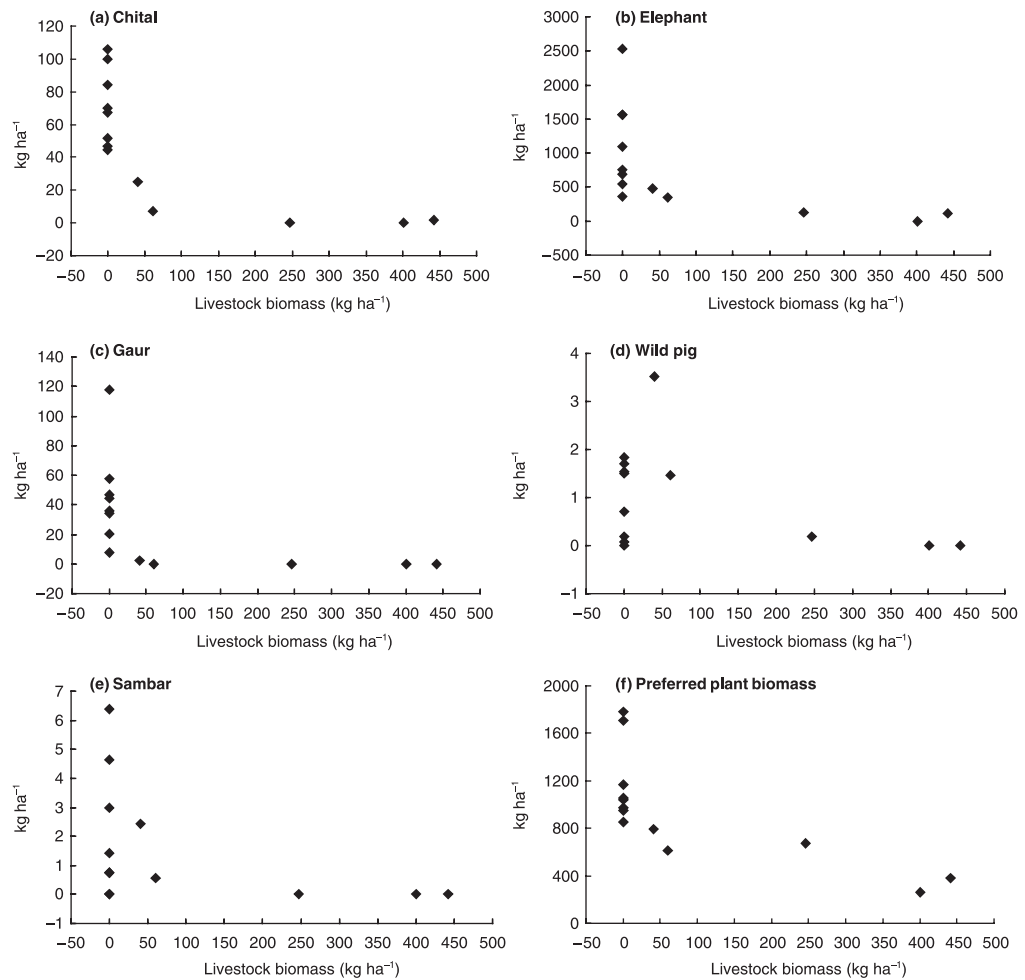 (a) Chital
120
100
80
60
40
20
0
−20
kg ha−1
−50 0 50 100 150 200 250 300 350 400 450 500
Livestock biomass (kg ha−1)
(b) Elephant
3000
2500
2000
1500
1000
500
0
−500
kg ha−1
−50 0 50 100 150 200 250 300 350 400 450 500
Livestock biomass (kg ha−1)
(c) Gaur
140
120
100
80
60
40
20
0
−20
kg ha−1
−50 0 50 100 150 200 250 300 350 400 450 500
Livestock biomass (kg ha−1)
(d) Wild pig
4
3
2
1
0
−1
kg ha−1
−50 0 50 100 150 200 250 300 350 400 450 500
Livestock biomass (kg ha−1)
(e) Sambar
7
6
5
4
3
2
1
0
−1
kg ha−1
−50 0 50 100 150 200 250 300 350 400 450 500
Livestock biomass (kg ha−1)
(f) Preferred plant biomass
2000
1600
1200
800
400
0
kg ha−1
−50 0 50 100 150 200 250 300 350 400 450 500
Livestock biomass (kg ha−1)